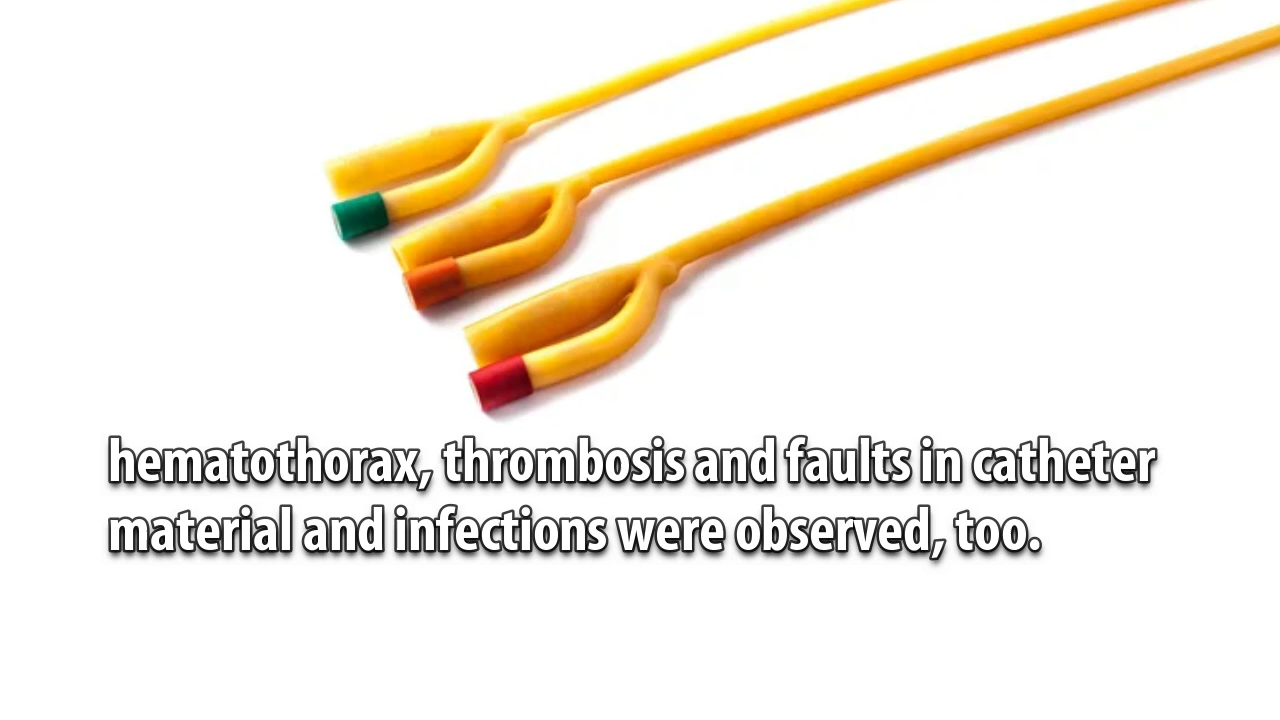 hematothorax, thrombosis and faults in catheter
material and infections were observed, too.